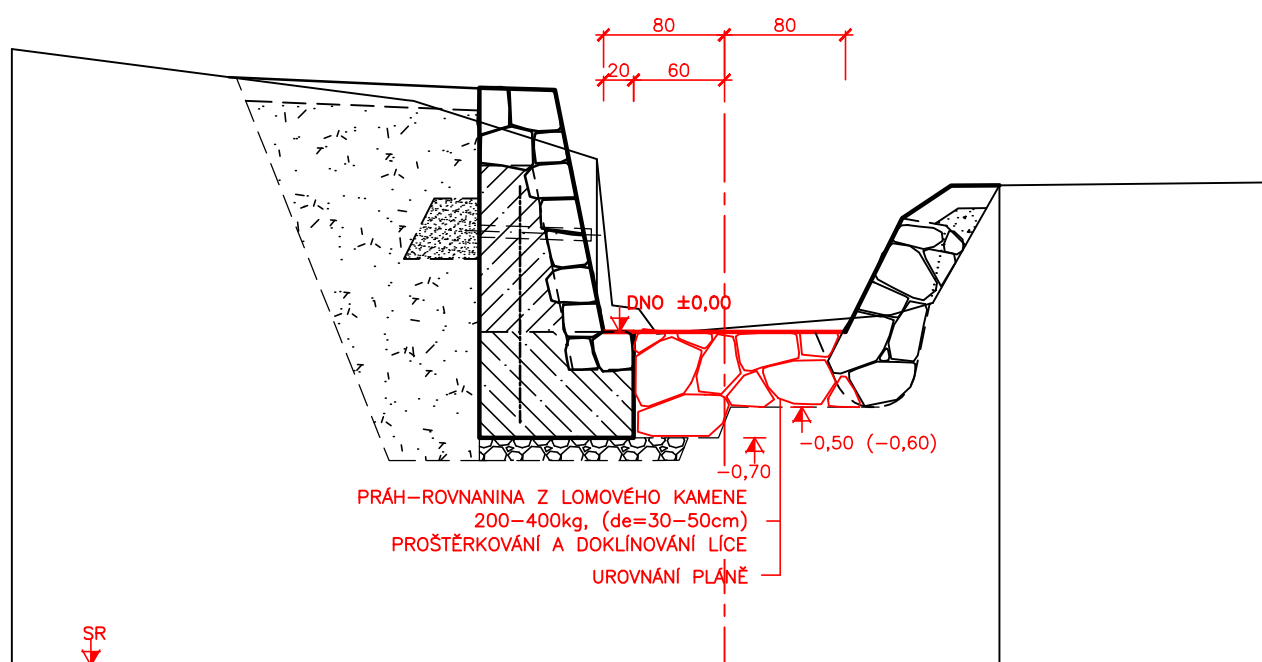 80 80
20 60
DNO ±0,00
-0,50 (-0,60)
-0,70
PRÁH-ROVNANINA Z LOMOVÉHO KAMENE
200-400kg, (de=30-50cm)
PROŠTĚRKOVÁNÍ A DOKLÍNOVÁNÍ LÍCE
UROVNÁNÍ PLÁNĚ
SR